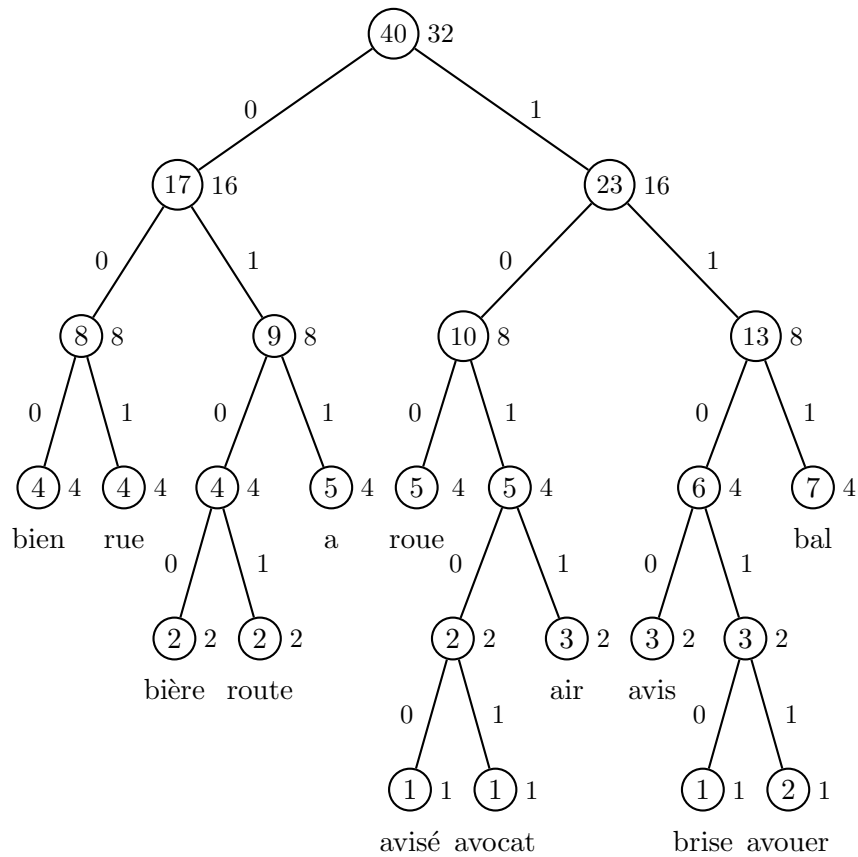 40 32
0 1
17 16 23 16
0 1 0 1
8 8 9 8 10 8 13 8
0 1 0 1 0 1 0 1
4 4 4 4 4 4 5 4 5 4 5 4 6 4 7 4
bien rue a roue bal
0 1 0 1 0 1
2 2 2 2 2 2 3 2 3 2 3 2
bière route air avis
0 1 0 1
1 1 1 1 1 1 2 1
avisé avocat brise avouer